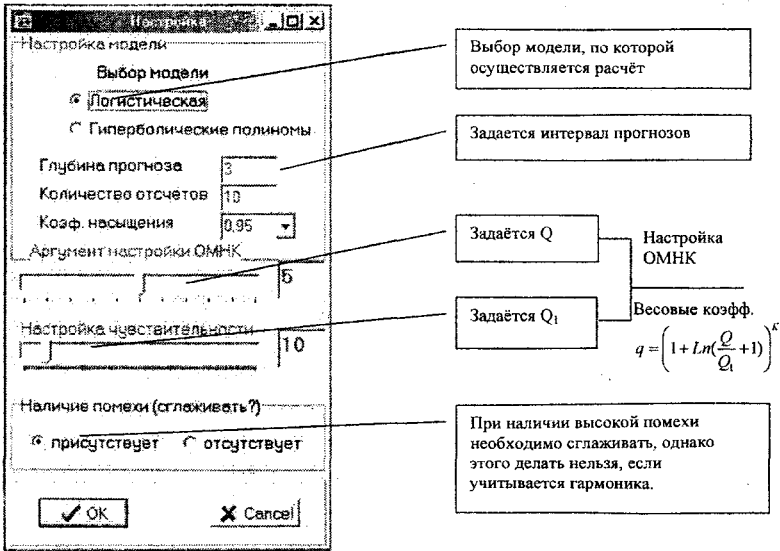 Настройка
Настройка модели
Выбор модели
Логистическая
Гиперболические полиномы
Глубина прогноза 3
Количество отсчётов 10
Коэф. насыщения 0,95
Аргумент настройки ОМНК
5
Настройка чувствительности
10
Наличие помехи (сглаживать?)
присутствует отсутствует
OK Cancel
Выбор модели, по которой
осуществляется расчёт
Задается интервал прогнозов
Задаётся Q
Задаётся Q1
Настройка
ОМНК
Весовые коэфф.
q = (1 + Ln(Q/Q1 + 1))^K
При наличии высокой помехи
необходимо сглаживать, однако
этого делать нельзя, если
учитывается гармоника.